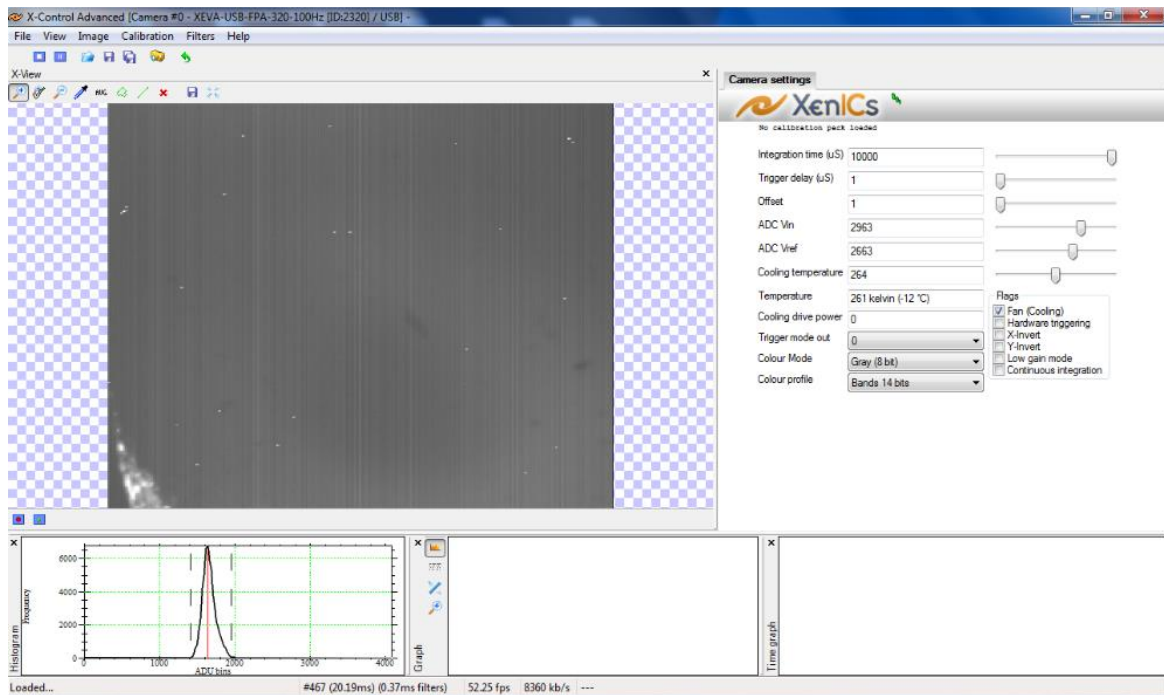 X-Control Advanced [Camera #0 - XEVA-USB-FPA-320-100Hz [ID:2320] / USB] -
File View Image Calibration Filters Help
X-View
Camera settings
XenICs
No calibration pack loaded
Integration time (uS) 10000
Trigger delay (uS) 1
Offset 1
ADC Vin 2963
ADC Vref 2663
Cooling temperature 264
Temperature 261 kelvin (-12 °C)
Cooling drive power 0
Trigger mode out 0
Colour Mode Gray (8 bit)
Colour profile Bands 14 bits
Flags
Fan (Cooling)
Hardware triggering
X-Invert
Y-Invert
Low gain mode
Continuous integration
Histogram
Frequency
6000
4000
2000
0
0 1000 2000 3000 4000
ADU bins
Graph
Time graph
Loaded... #467 (20.19ms) (0.37ms filters) 52.25 fps 8360 kb/s ---